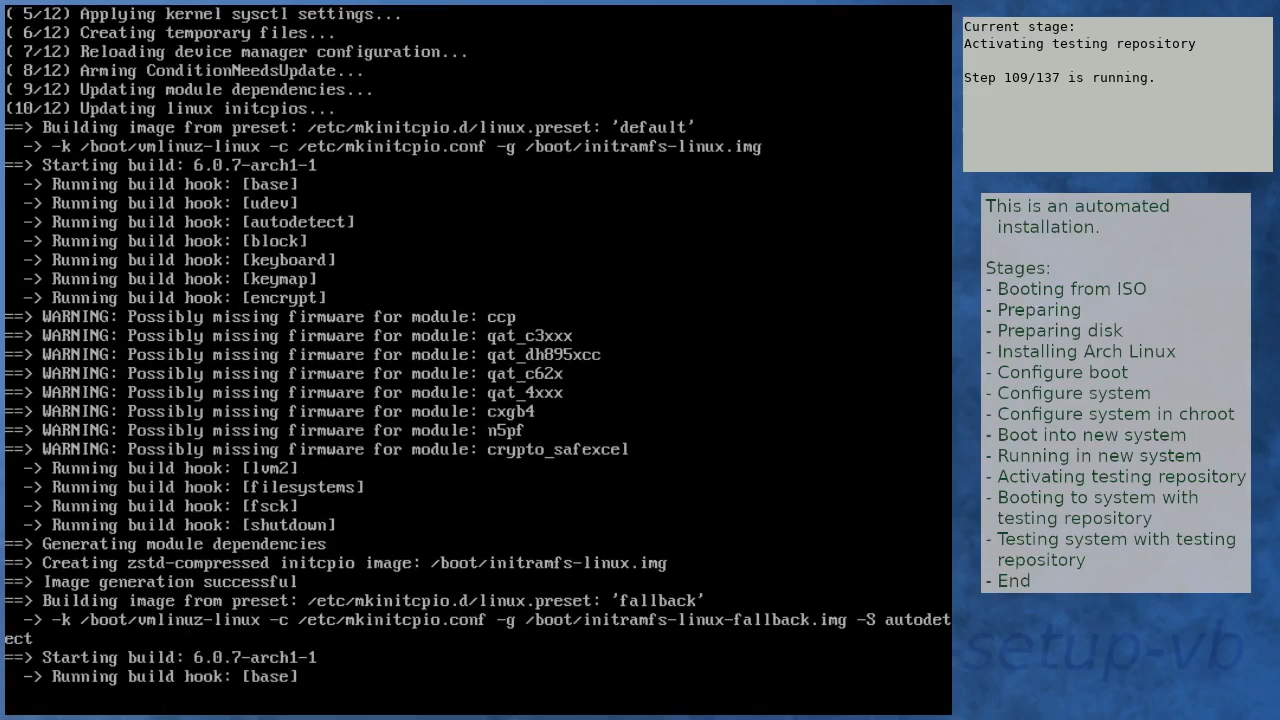 ( 5/12) Applying kernel sysctl settings...
( 6/12) Creating temporary files...
( 7/12) Reloading device manager configuration...
( 8/12) Arming ConditionNeedsUpdate...
( 9/12) Updating module dependencies...
(10/12) Updating linux initcpios...
==> Building image from preset: /etc/mkinitcpio.d/linux.preset: 'default'
  -> -k /boot/vmlinuz-linux -c /etc/mkinitcpio.conf -g /boot/initramfs-linux.img
==> Starting build: 6.0.7-arch1-1
  -> Running build hook: [base]
  -> Running build hook: [udev]
  -> Running build hook: [autodetect]
  -> Running build hook: [block]
  -> Running build hook: [keyboard]
  -> Running build hook: [keymap]
  -> Running build hook: [encrypt]
==> WARNING: Possibly missing firmware for module: ccp
==> WARNING: Possibly missing firmware for module: qat_c3xxx
==> WARNING: Possibly missing firmware for module: qat_dh895xcc
==> WARNING: Possibly missing firmware for module: qat_c62x
==> WARNING: Possibly missing firmware for module: qat_4xxx
==> WARNING: Possibly missing firmware for module: cxgb4
==> WARNING: Possibly missing firmware for module: n5pf
==> WARNING: Possibly missing firmware for module: crypto_safexcel
  -> Running build hook: [lvm2]
  -> Running build hook: [filesystems]
  -> Running build hook: [fsck]
  -> Running build hook: [shutdown]
==> Generating module dependencies
==> Creating zstd-compressed initcpio image: /boot/initramfs-linux.img
==> Image generation successful
==> Building image from preset: /etc/mkinitcpio.d/linux.preset: 'fallback'
  -> -k /boot/vmlinuz-linux -c /etc/mkinitcpio.conf -g /boot/initramfs-linux-fallback.img -S autodet
ect
==> Starting build: 6.0.7-arch1-1
  -> Running build hook: [base]
Current stage:
Activating testing repository
Step 109/137 is running.
This is an automated
installation.
Stages:
- Booting from ISO
- Preparing
- Preparing disk
- Installing Arch Linux
- Configure boot
- Configure system
- Configure system in chroot
- Boot into new system
- Running in new system
- Activating testing repository
- Booting to system with
testing repository
- Testing system with testing
repository
- End
-setup-vb